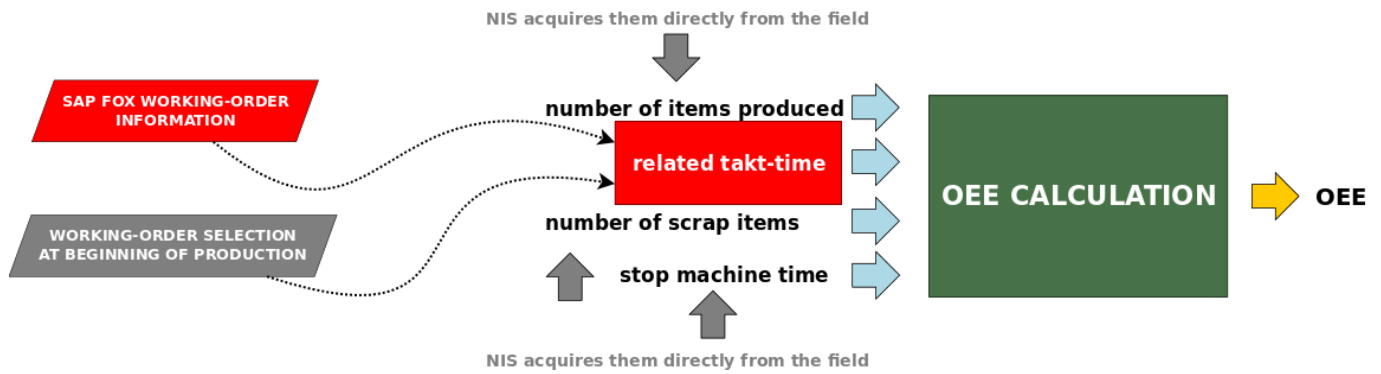 NIS acquires them directly from the field
SAP FOX WORKING-ORDER
INFORMATION
number of items produced
related takt-time
OEE CALCULATION
OEE
number of scrap items
WORKING-ORDER SELECTION
AT BEGINNING OF PRODUCTION
stop machine time
NIS acquires them directly from the field